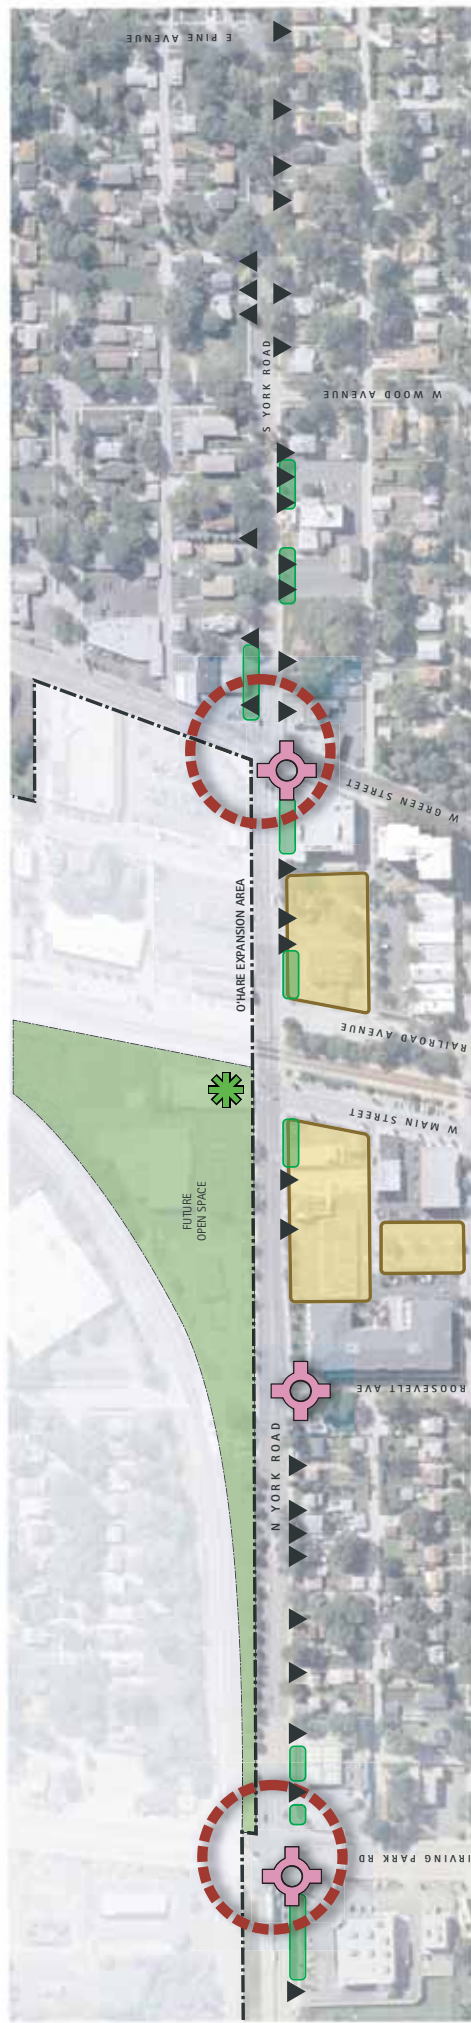 E PINE AVENUE
S YORK ROAD
W WOOD AVENUE
W GREEN STREET
O'HARE EXPANSION AREA
RAILROAD AVENUE
W MAIN STREET
FUTURE
OPEN SPACE
ROOSEVELT AVE
N YORK ROAD
IRVING PARK RD